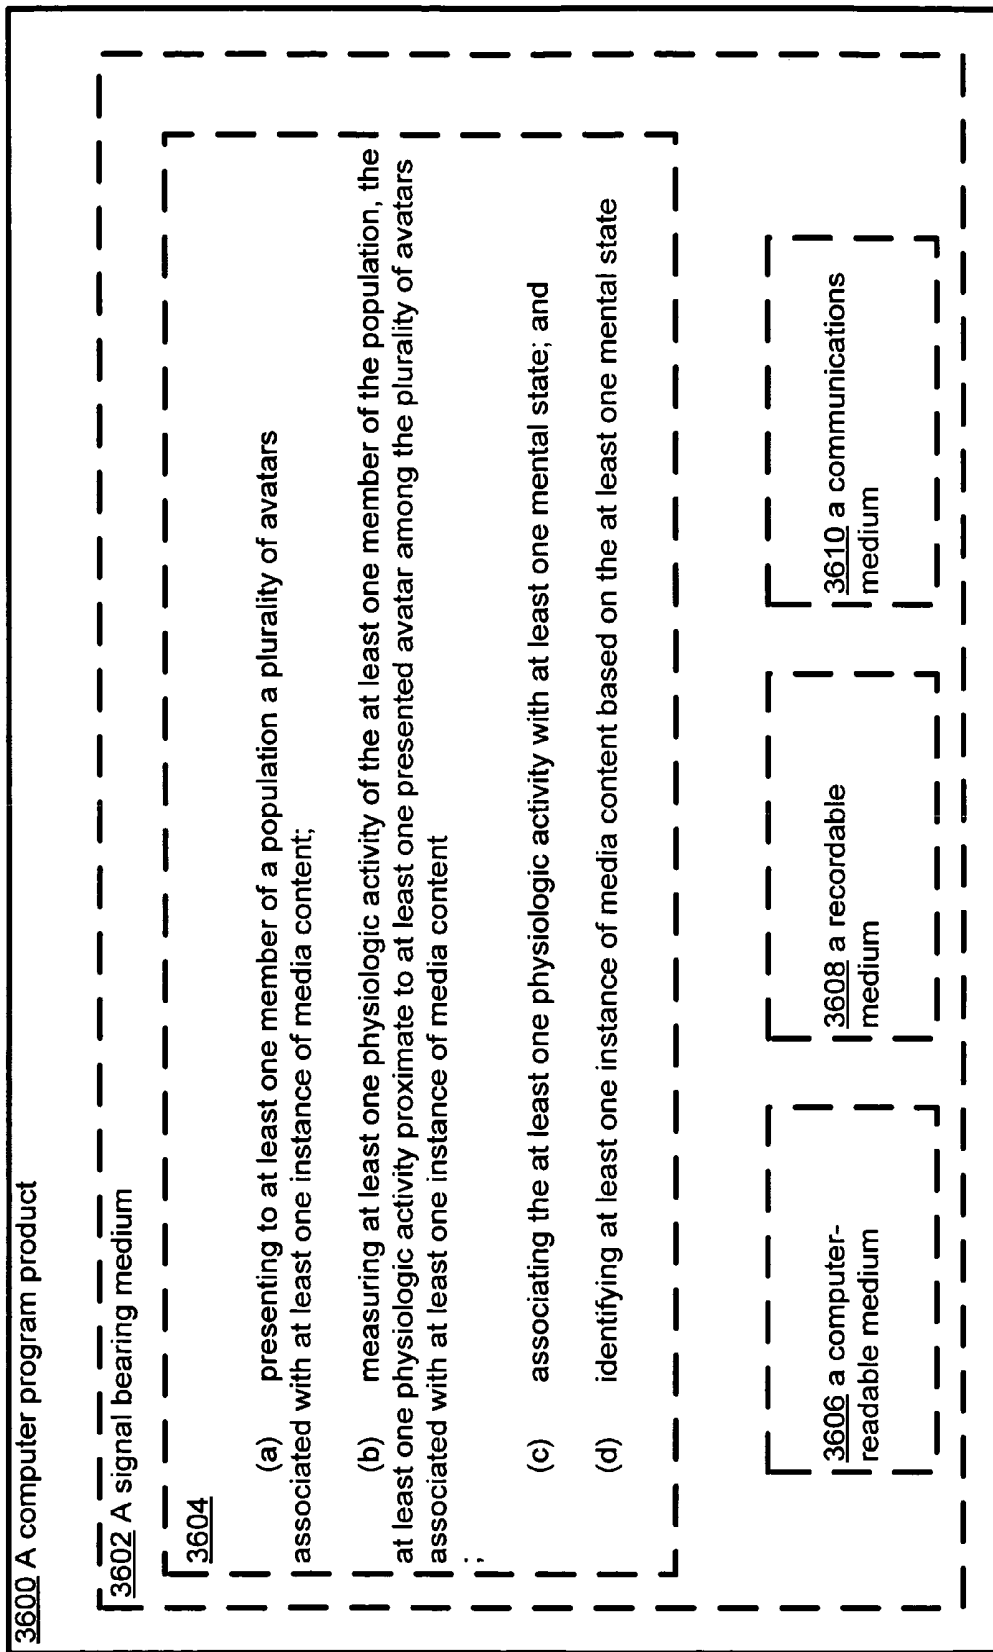 3600 A computer program product
3602 A signal bearing medium
3604
(a) presenting to at least one member of a population a plurality of avatars
associated with at least one instance of media content;
(b) measuring at least one physiologic activity of the at least one member of the population, the
at least one physiologic activity proximate to at least one presented avatar among the plurality of avatars
associated with at least one instance of media content
;
(c) associating the at least one physiologic activity with at least one mental state; and
(d) identifying at least one instance of media content based on the at least one mental state
3606 a computer-
readable medium
3608 a recordable
medium
3610 a communications
medium